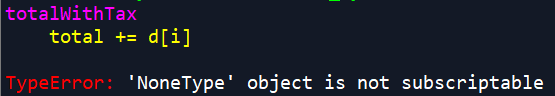 totalWithTax
    total += d[i]
TypeError: 'NoneType' object is not subscriptable